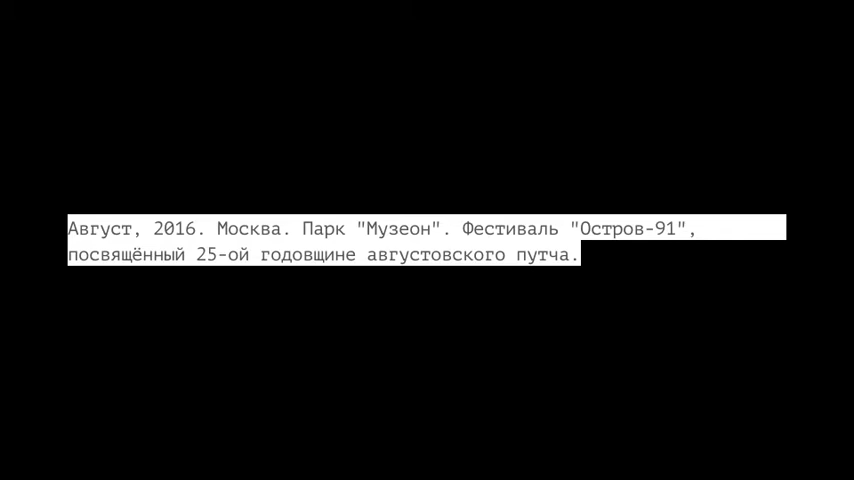 Август, 2016. Москва. Парк "Музеон". Фестиваль "Остров-91",
посвящённый 25-ой годовщине августовского путча.